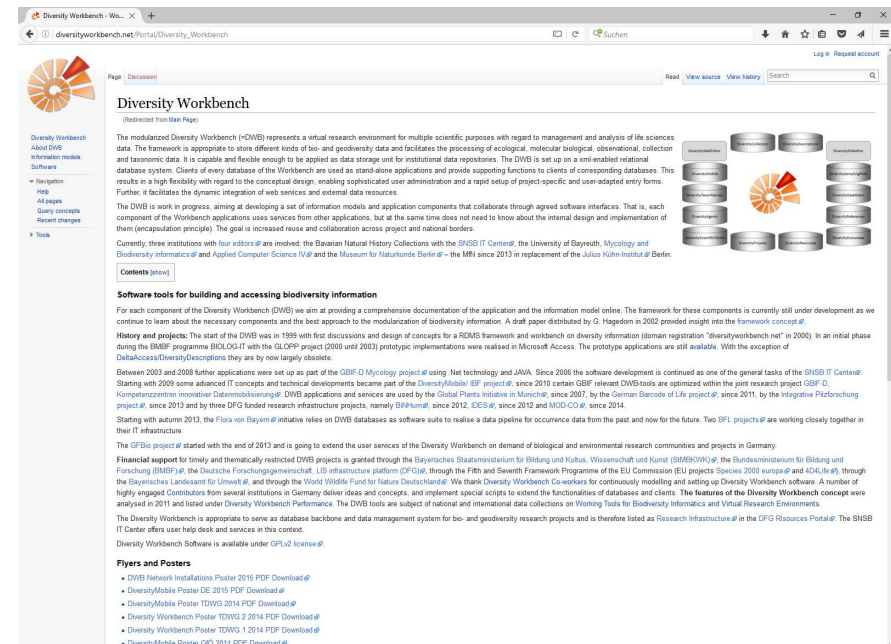 Diversity Workbench - Wo...
diversityworkbench.net/Portal/Diversity_Workbench
Suchen
Log in Request account
Page Discussion
Read View source View history Search
Diversity Workbench
(Redirected from Main Page)
Diversity Workbench
About DWB
Information models
Software
Navigation
Help
All pages
Query concepts
Recent changes
Tools
The modularized Diversity Workbench (=DWB) represents a virtual research environment for multiple scientific purposes with regard to management and analysis of life sciences
data. The framework is appropriate to store different kinds of bio- and geodiversity data and facilitates the processing of ecological, molecular biological, observational, collection
and taxonomic data. It is capable and flexible enough to be applied as data storage unit for institutional data repositories. The DWB is set up on a xml-enabled relational
database system. Clients of every database of the Workbench are used as stand-alone applications and provide supporting functions to clients of corresponding databases. This
results in a high flexibility with regard to the conceptual design, enabling sophisticated user administration and a rapid setup of project-specific and user-adapted entry forms.
Further, it facilitates the dynamic integration of web services and external data resources.
The DWB is work in progress, aiming at developing a set of information models and application components that collaborate through agreed software interfaces. That is, each
component of the Workbench applications uses services from other applications, but at the same time does not need to know about the internal design and implementation of
them (encapsulation principle). The goal is increased reuse and collaboration across project and national borders.
Currently, three institutions with four editors are involved: the Bavarian Natural History Collections with the SNSB IT Center, the University of Bayreuth, Mycology and
Biodiversity informatics and Applied Computer Science IV and the Museum für Naturkunde Berlin – the MfN since 2013 in replacement of the Julius Kühn-Institut Berlin.
Contents [show]
Software tools for building and accessing biodiversity information
For each component of the Diversity Workbench (DWB) we aim at providing a comprehensive documentation of the application and the information model online. The framework for these components is currently still under development as we
continue to learn about the necessary components and the best approach to the modularization of biodiversity information. A draft paper distributed by G. Hagedorn in 2002 provided insight into the framework concept.
History and projects: The start of the DWB was in 1999 with first discussions and design of concepts for a RDMS framework and workbench on diversity information (domain registration "diversityworkbench.net" in 2000). In an initial phase
during the BMBF programme BIOLOG-IT with the GLOPP project (2000 until 2003) prototypic implementations were realised in Microsoft Access. The prototype applications are still available. With the exception of
DeltaAccess/DiversityDescriptions they are by now largely obsolete.
Between 2003 and 2008 further applications were set up as part of the GBIF-D Mycology project using .Net technology and JAVA. Since 2006 the software development is continued as one of the general tasks of the SNSB IT Center.
Starting with 2009 some advanced IT concepts and technical developments became part of the DiversityMobile/ IBF project, since 2010 certain GBIF relevant DWB-tools are optimized within the joint research project GBIF-D,
Kompetenzzentren innovativer Datenmobilisierung. DWB applications and services are used by the Global Plants Initiative in Munich, since 2007, by the German Barcode of Life project, since 2011, by the Integrative Pilzforschung
project, since 2013 and by three DFG funded research infrastructure projects, namely BiNHum, since 2012, IDES, since 2012 and MOD-CO, since 2014.
Starting with autumn 2013, the Flora von Bayern initiative relies on DWB databases as software suite to realise a data pipeline for occurrence data from the past and now for the future. Two BFL projects are working closely together in
their IT infrastructure.
The GFBio project started with the end of 2013 and is going to extend the user services of the Diversity Workbench on demand of biological and environmental research communities and projects in Germany.
Financial support for timely and thematically restricted DWB projects is granted through the Bayerisches Staatsministerium für Bildung und Kultus, Wissenschaft und Kunst (StMBKWK), the Bundesministerium für Bildung und
Forschung (BMBF), the Deutsche Forschungsgemeinschaft, LIS infrastructure platform (DFG), through the Fifth and Seventh Framework Programme of the EU Commission (EU projects Species 2000 europa and 4D4Life), through
the Bayerisches Landesamt für Umwelt, and through the World Wildlife Fund for Nature Deutschland. We thank Diversity Workbench Co-workers for continuously modelling and setting up Diversity Workbench software. A number of
highly engaged Contributors from several institutions in Germany deliver ideas and concepts, and implement special scripts to extend the functionalities of databases and clients. The features of the Diversity Workbench concept were
analysed in 2011 and listed under Diversity Workbench Performance. The DWB tools are subject of national and international data collections on Working Tools for Biodiversity Informatics and Virtual Research Environments.
The Diversity Workbench is appropriate to serve as database backbone and data management system for bio- and geodiversity research projects and is therefore listed as Research Infrastructure in the DFG RIsources Portal. The SNSB
IT Center offers user help desk and services in this context.
Diversity Workbench Software is available under GPLv2 license.
Flyers and Posters
DWB Network Installations Poster 2015 PDF Download
DiversityMobile Poster DE 2015 PDF Download
DiversityMobile Poster TDWG 2014 PDF Download
Diversity Workbench Poster TDWG 2 2014 PDF Download
Diversity Workbench Poster TDWG 1 2014 PDF Download
DiversityMobile Poster GfÖ 2014 PDF Download